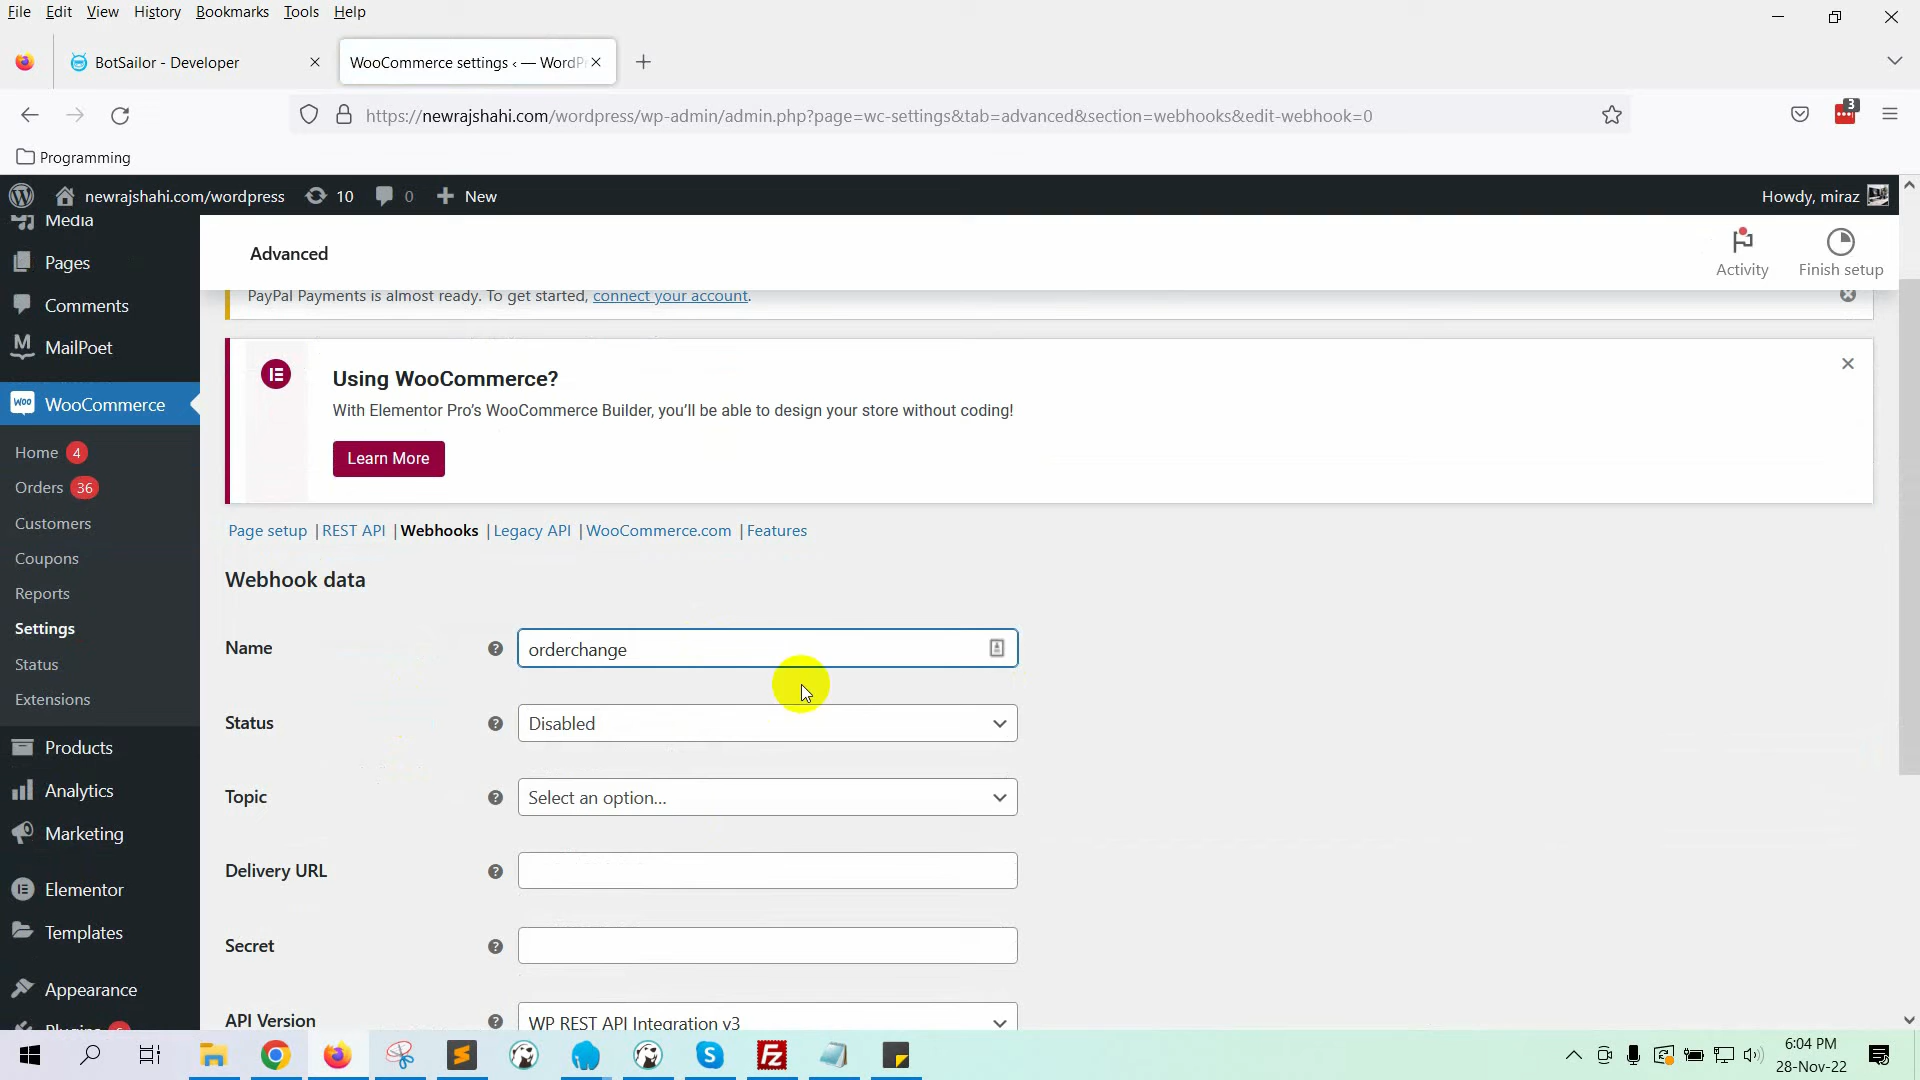 File Edit View History Bookmarks Tools Help
BotSailor - Developer
WooCommerce settings ‹ — WordP
https://newrajshahi.com/wordpress/wp-admin/admin.php?page=wc-settings&tab=advanced&section=webhooks&edit-webhook=0
3
Programming
newrajshahi.com/wordpress 10 0 New
Howdy, miraz
Media
Pages
Comments
MailPoet
WooCommerce
Home 4
Orders 36
Customers
Coupons
Reports
Settings
Status
Extensions
Products
Analytics
Marketing
Elementor
Templates
Appearance
Plugins
Advanced
Activity
Finish setup
PayPal Payments is almost ready. To get started, connect your account.
Using WooCommerce?
With Elementor Pro’s WooCommerce Builder, you’ll be able to design your store without coding!
Learn More
Page setup | REST API | Webhooks | Legacy API | WooCommerce.com | Features
Webhook data
Name orderchange
Status Disabled
Topic Select an option…
Delivery URL
Secret
API Version WP REST API Integration v3
6:04 PM
28-Nov-22